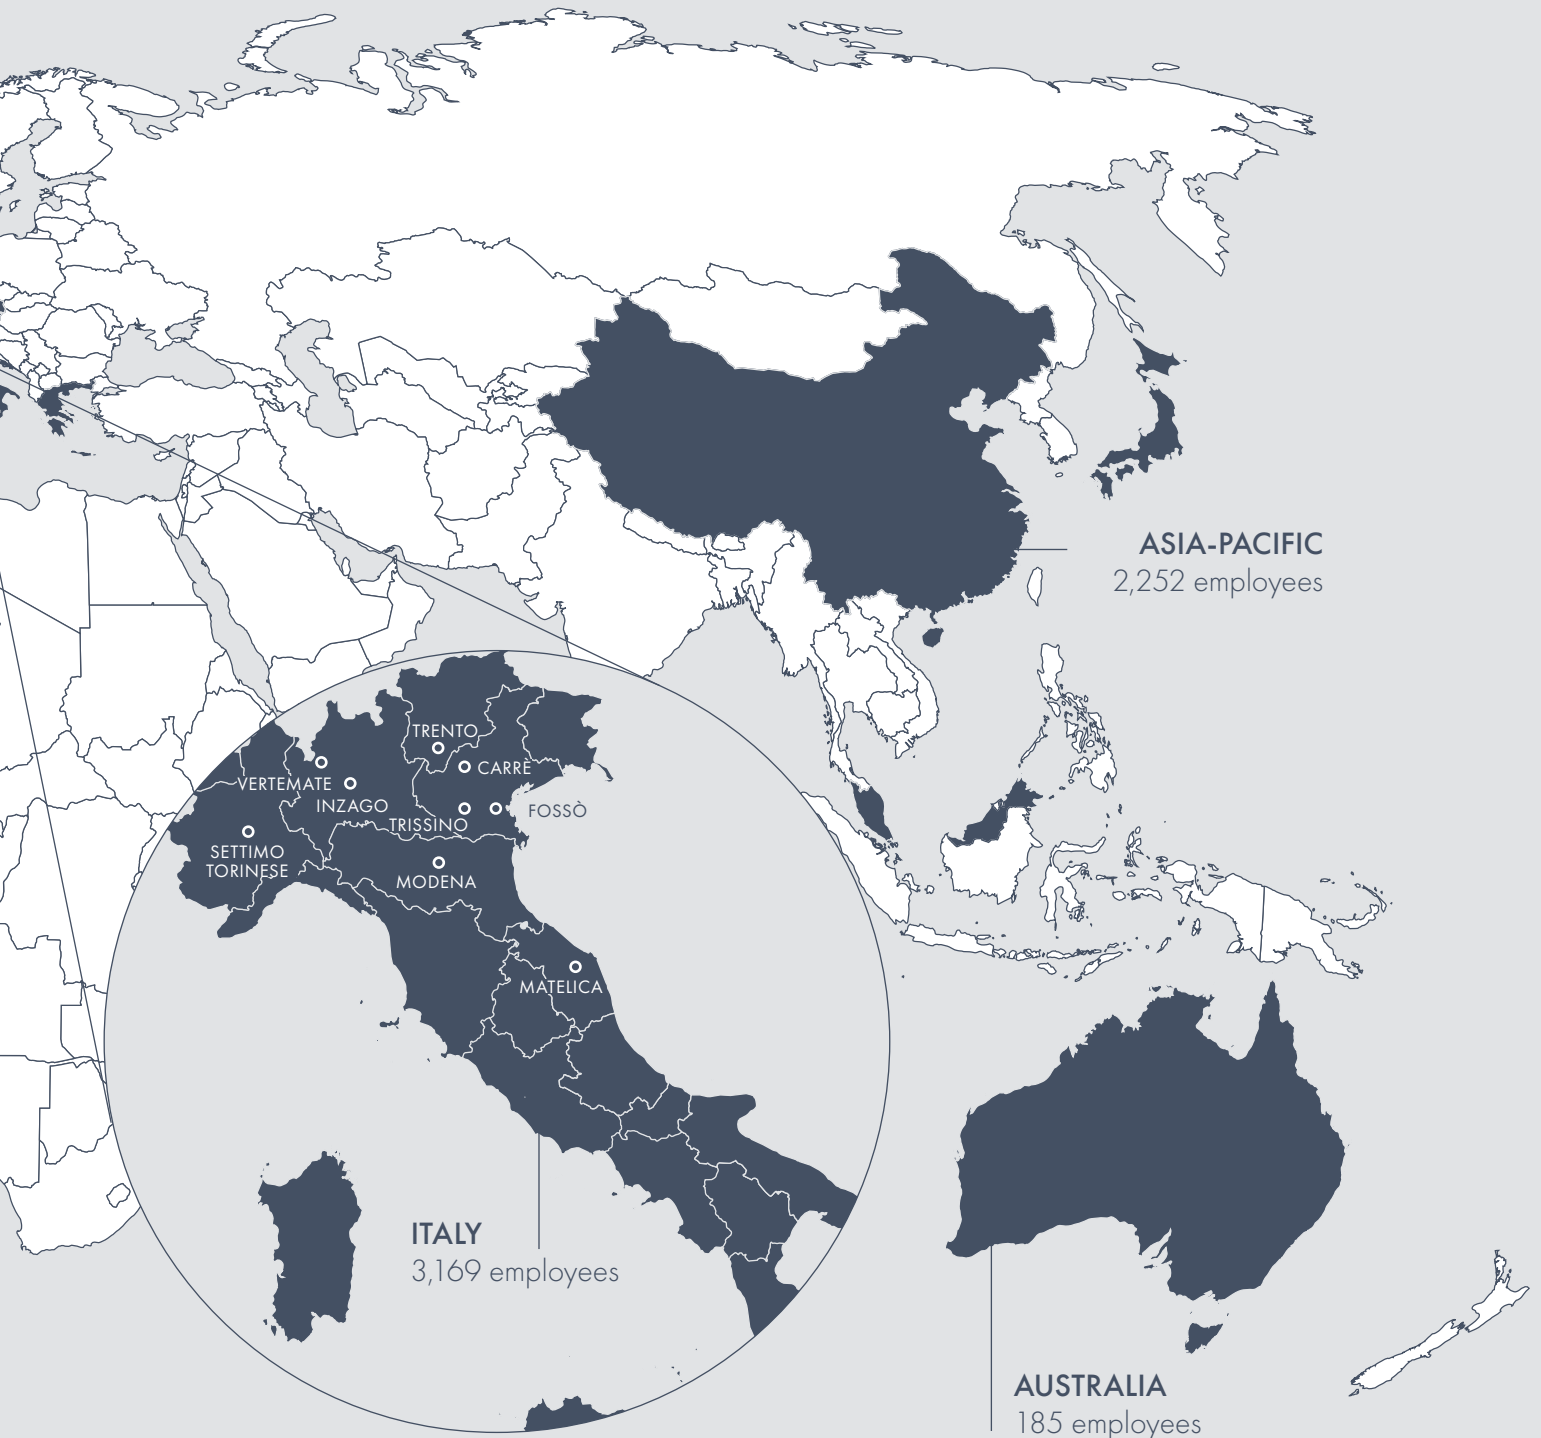 ASIA-PACIFIC
2,252 employees
TRENTO
CARRÈ
VERTEMATE
INZAGO
FOSSÒ
TRISSINO
SETTIMO
TORINESE
MODENA
MATELICA
ITALY
3,169 employees
AUSTRALIA
185 employees